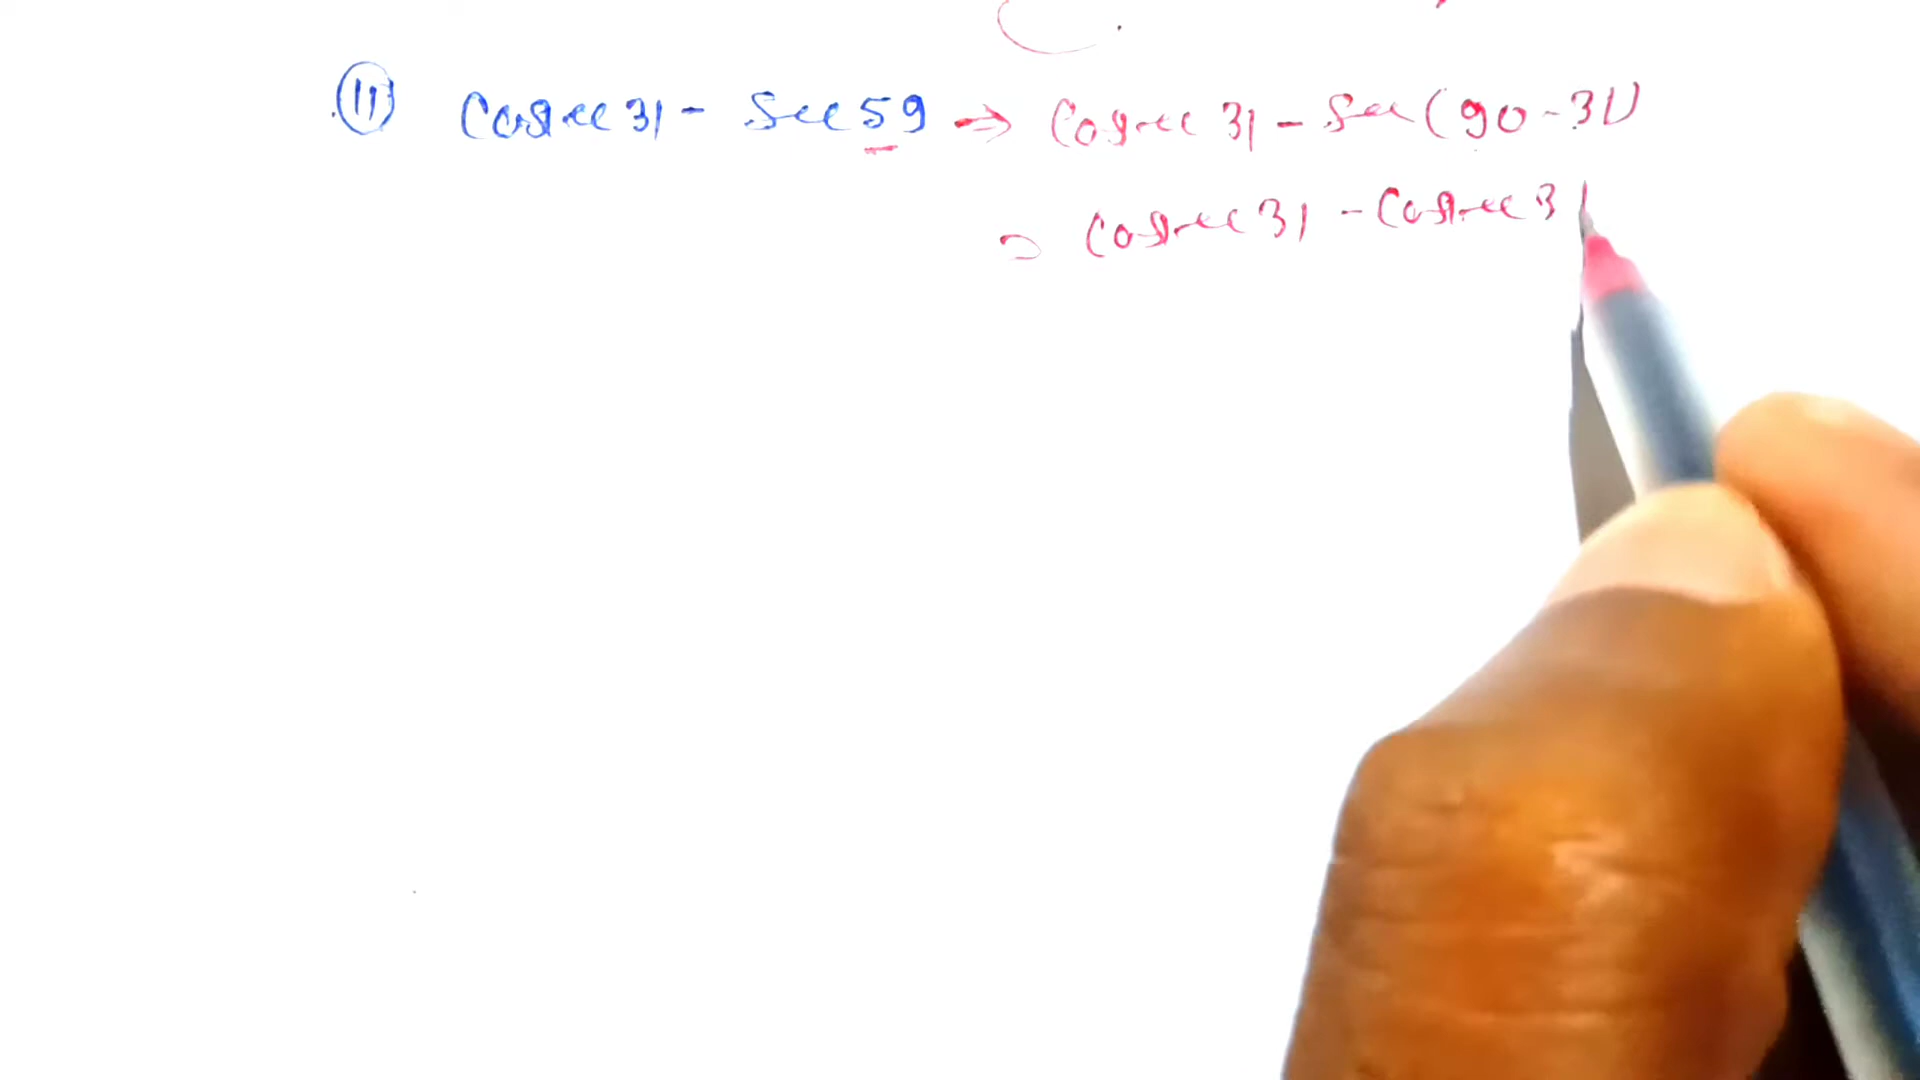 (11) Cosec 31 - Sec 59 ⇒ Cosec 31 - Sec (90 - 31)
= Cosec 31 - Cosec 31